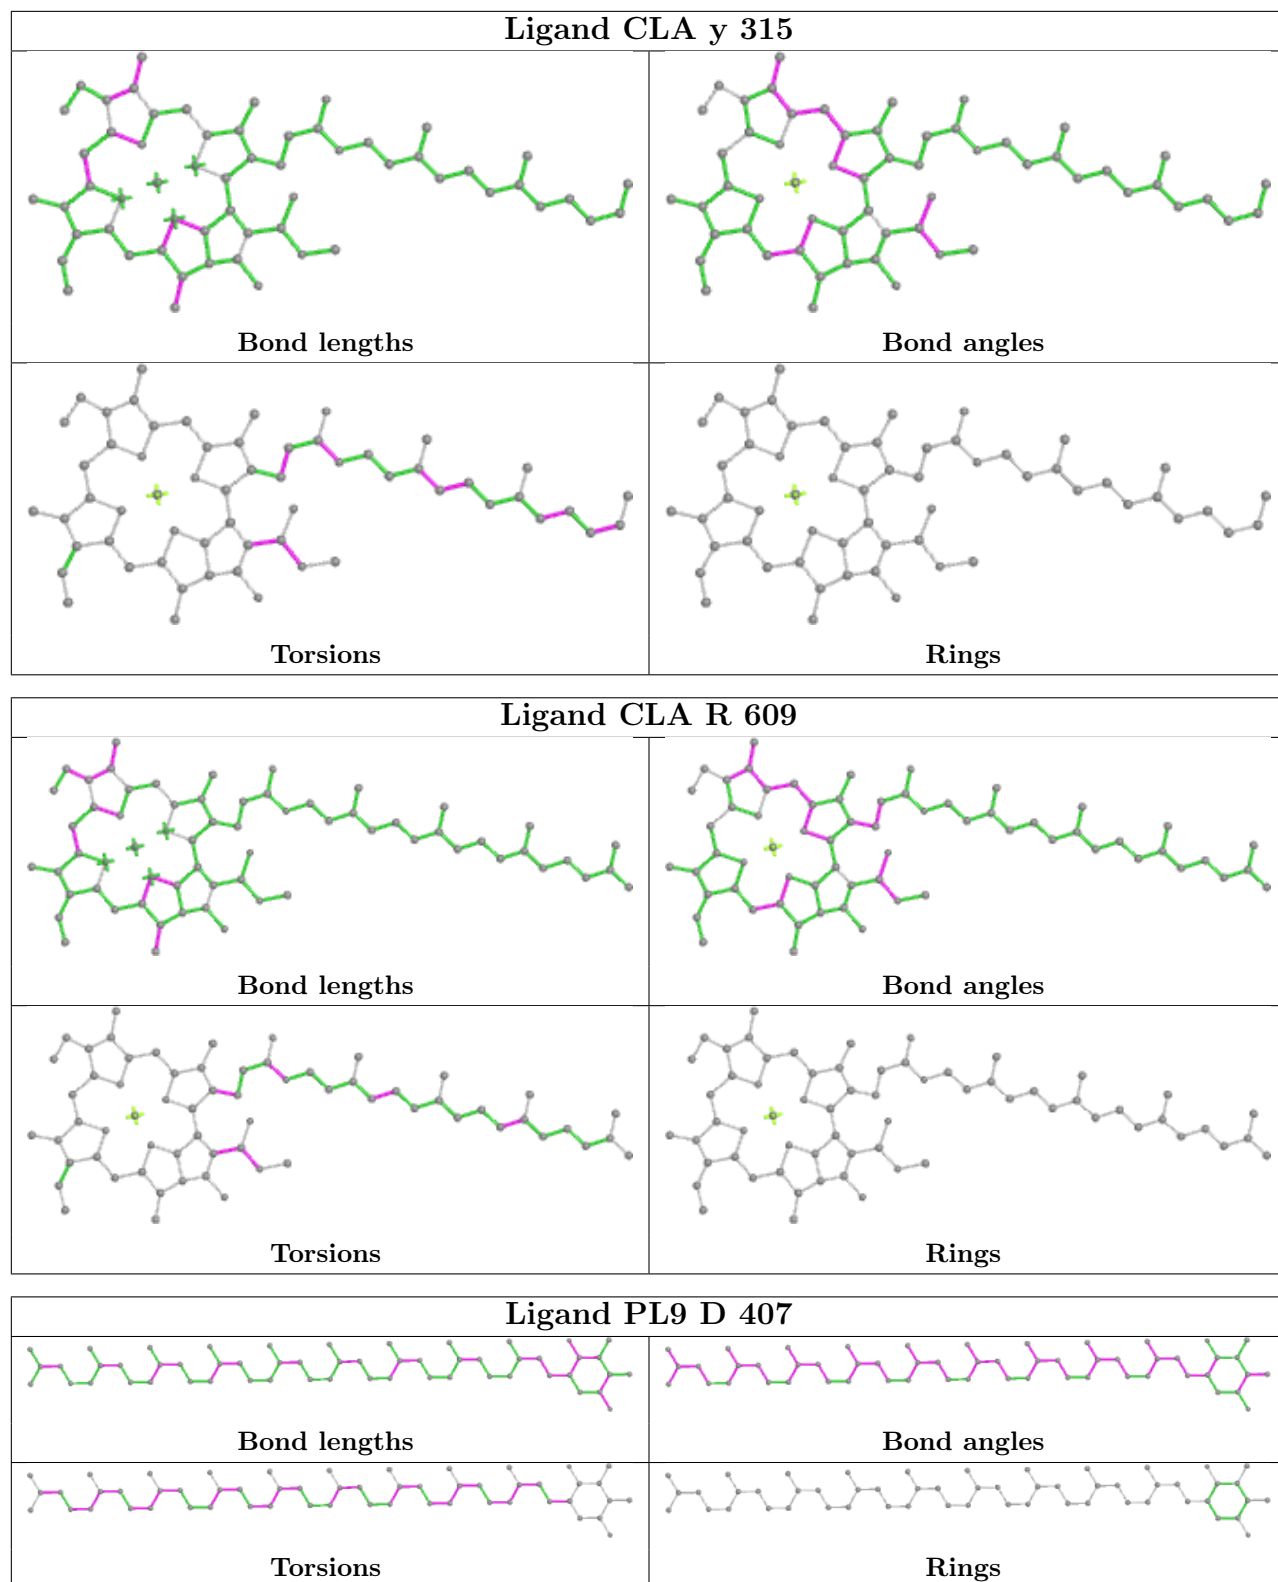 Ligand CLA y 315
Bond lengths
Bond angles
Torsions
Rings
Ligand CLA R 609
Bond lengths
Bond angles
Torsions
Rings
Ligand PL9 D 407
Bond lengths
Bond angles
Torsions
Rings